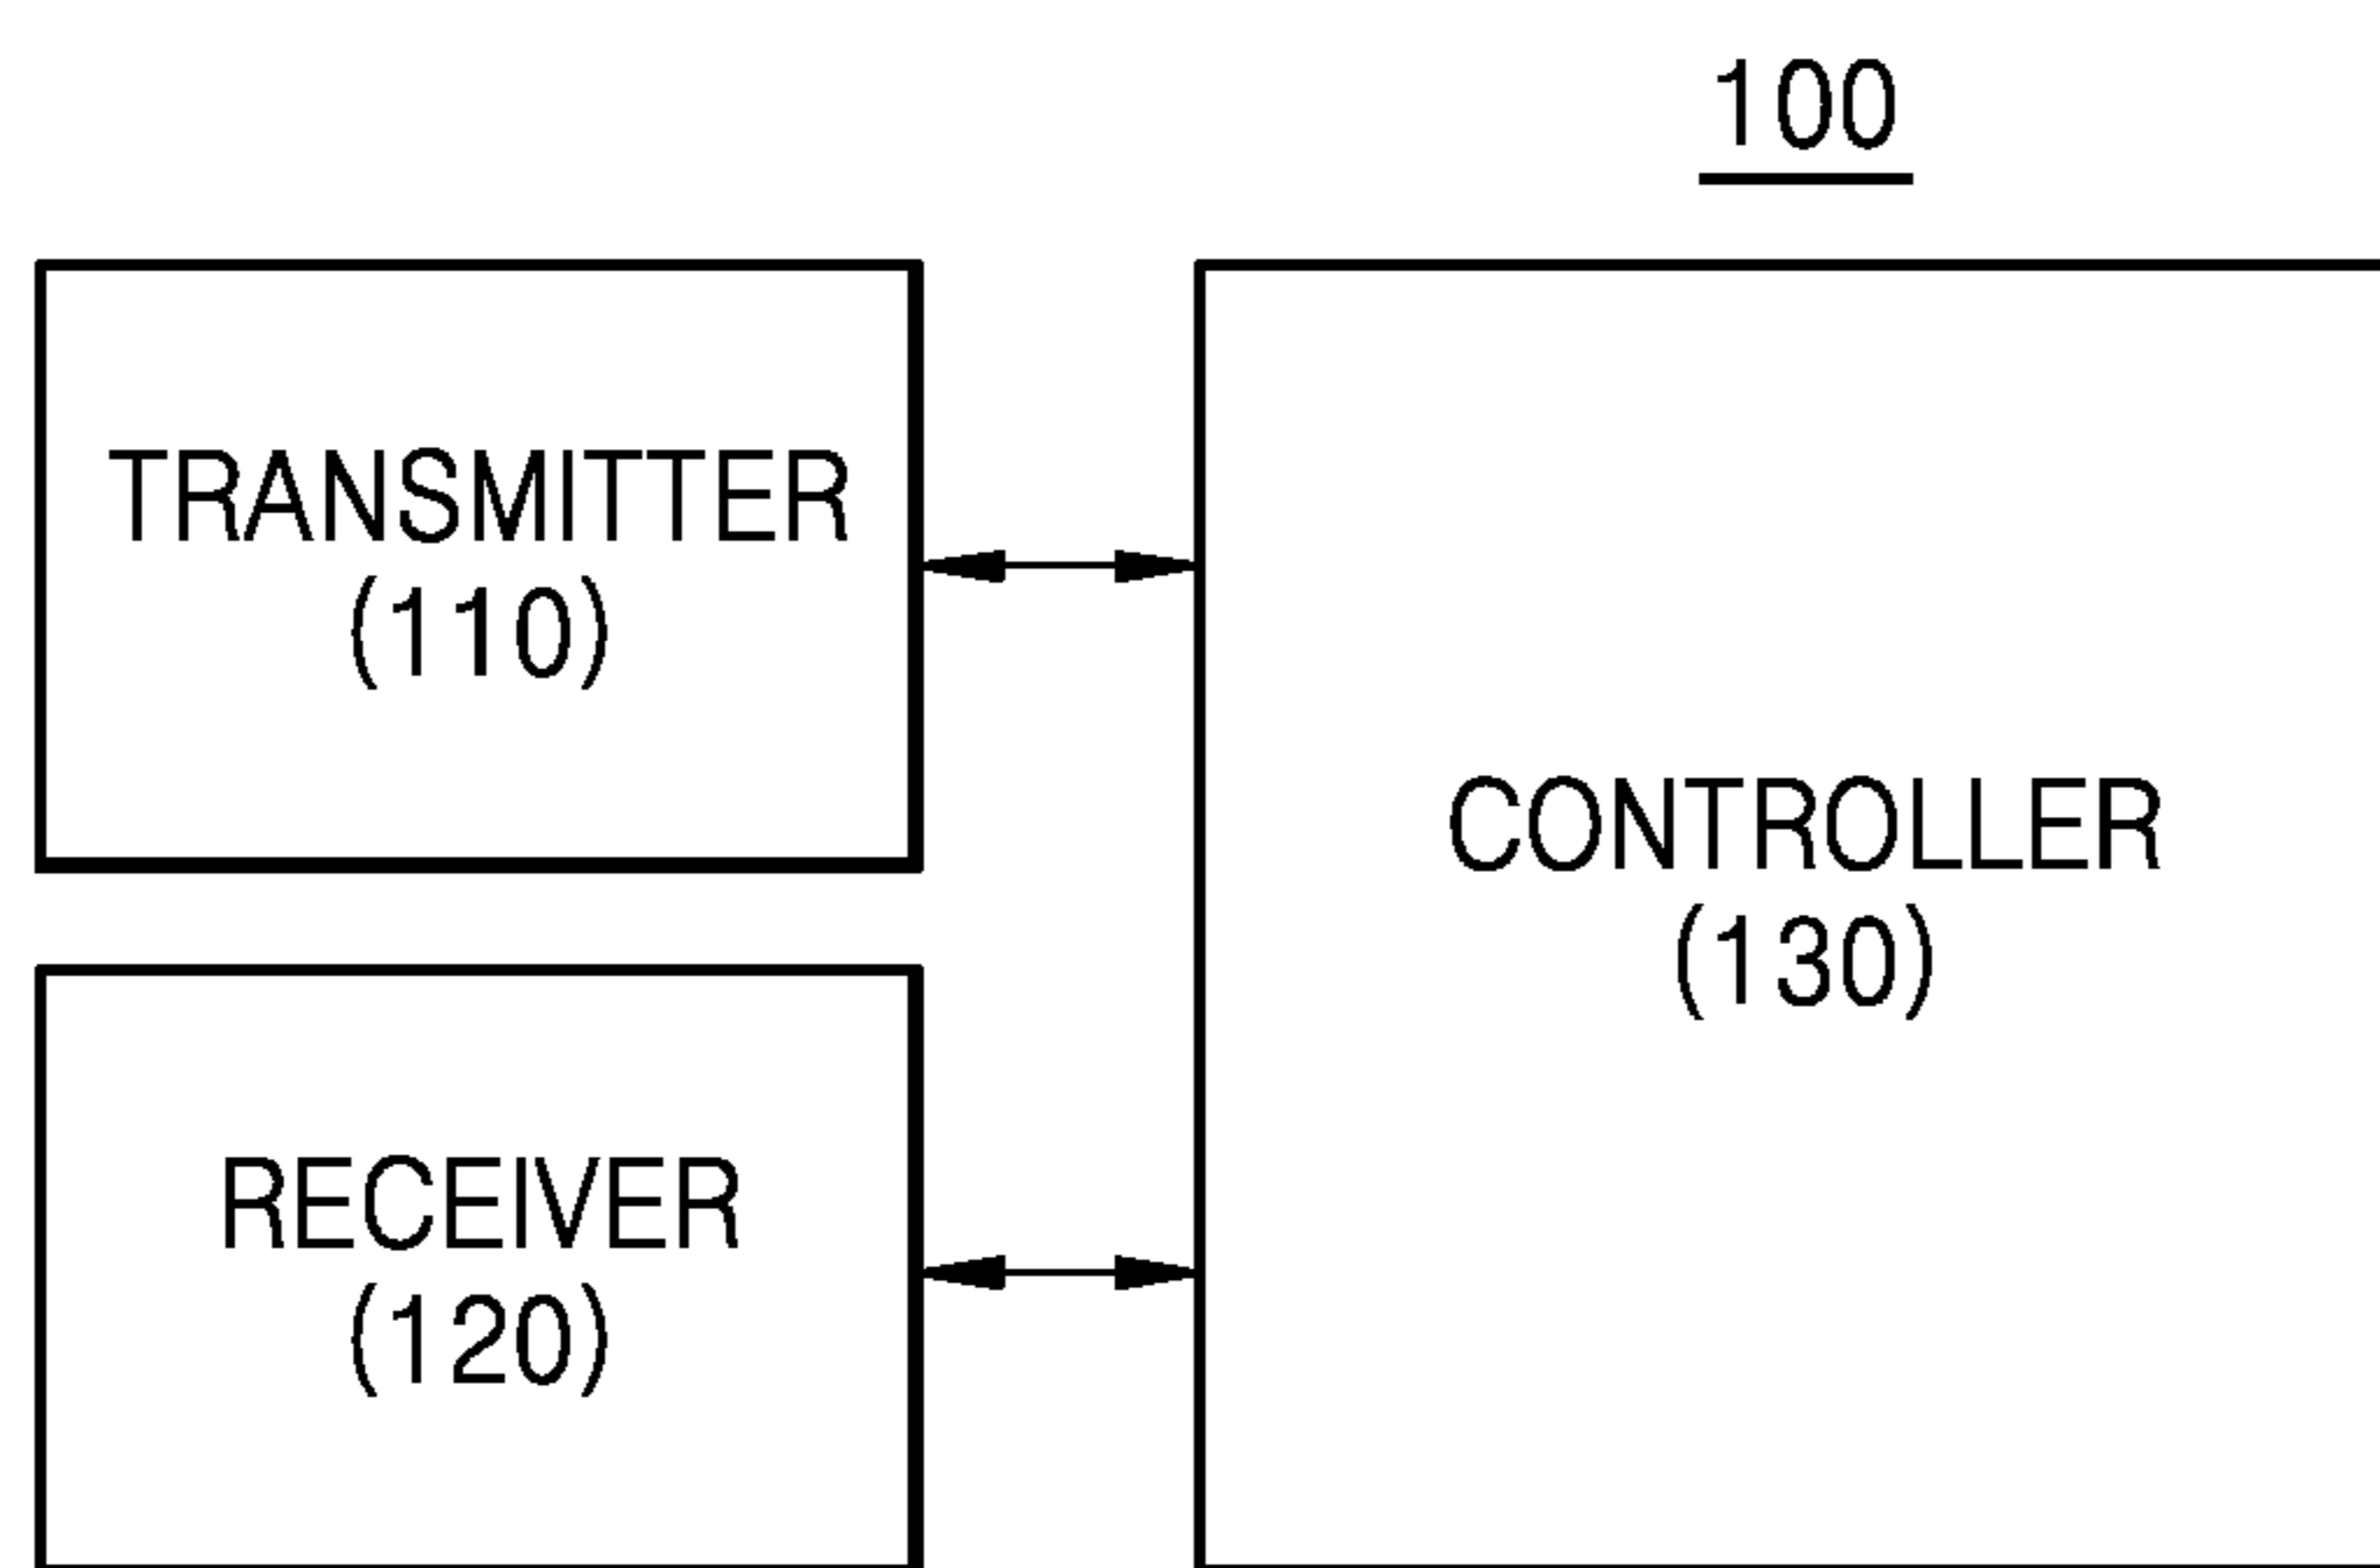 100
TRANSMITTER
(110)
CONTROLLER
(130)
RECEIVER
(120)